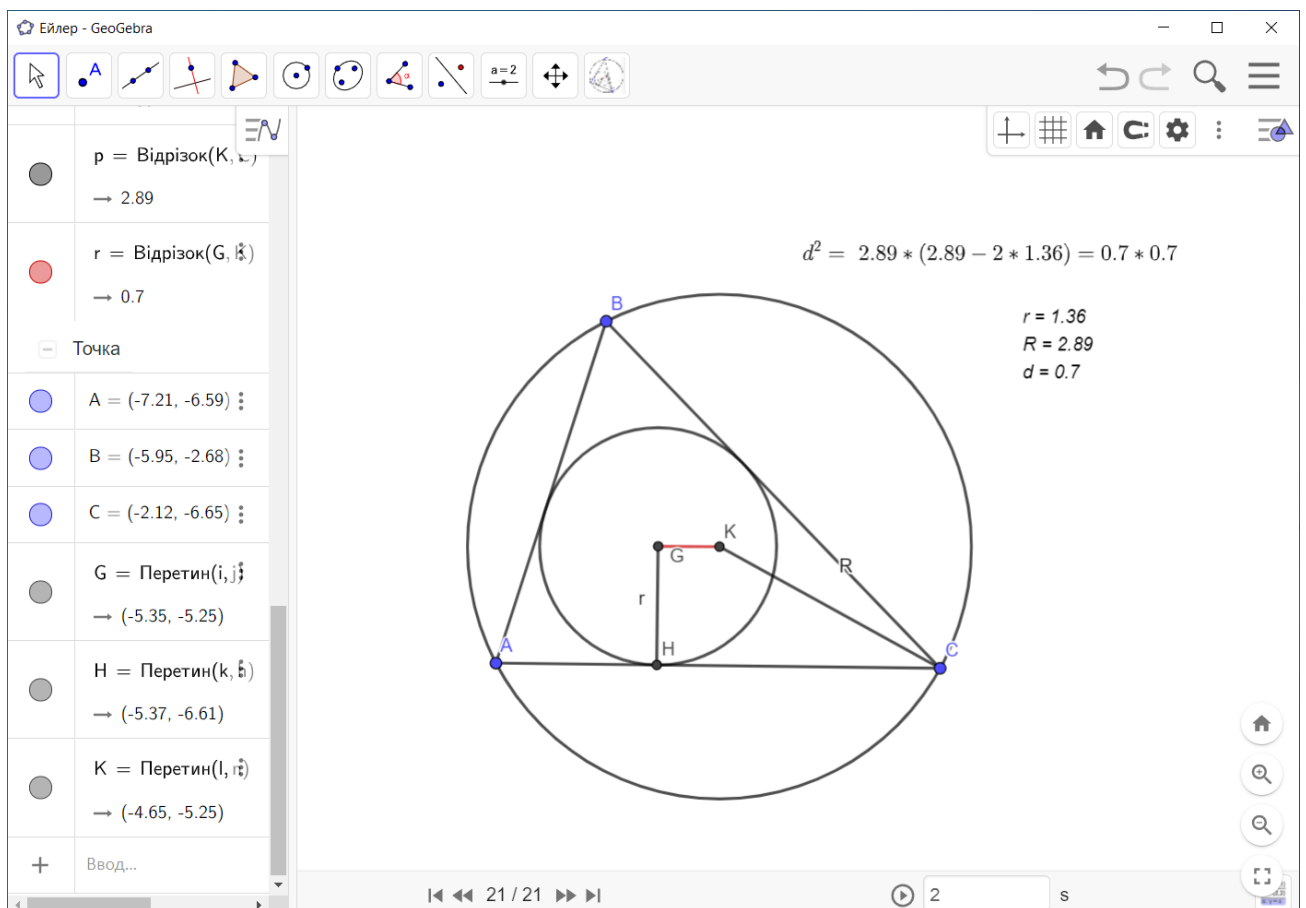 Ейлер - GeoGebra
A
a=2
p = Відрізок(K,
→ 2.89
r = Відрізок(G, K)
→ 0.7
Точка
A = (-7.21, -6.59)
B = (-5.95, -2.68)
C = (-2.12, -6.65)
G = Перетин(i, j)
→ (-5.35, -5.25)
H = Перетин(k,
→ (-5.37, -6.61)
K = Перетин(l,
→ (-4.65, -5.25)
+ Ввод...
d² = 2.89 * (2.89 − 2 * 1.36) = 0.7 * 0.7
r = 1.36
R = 2.89
d = 0.7
B
K
G
R
r
A
H
C
21 / 21
2 s